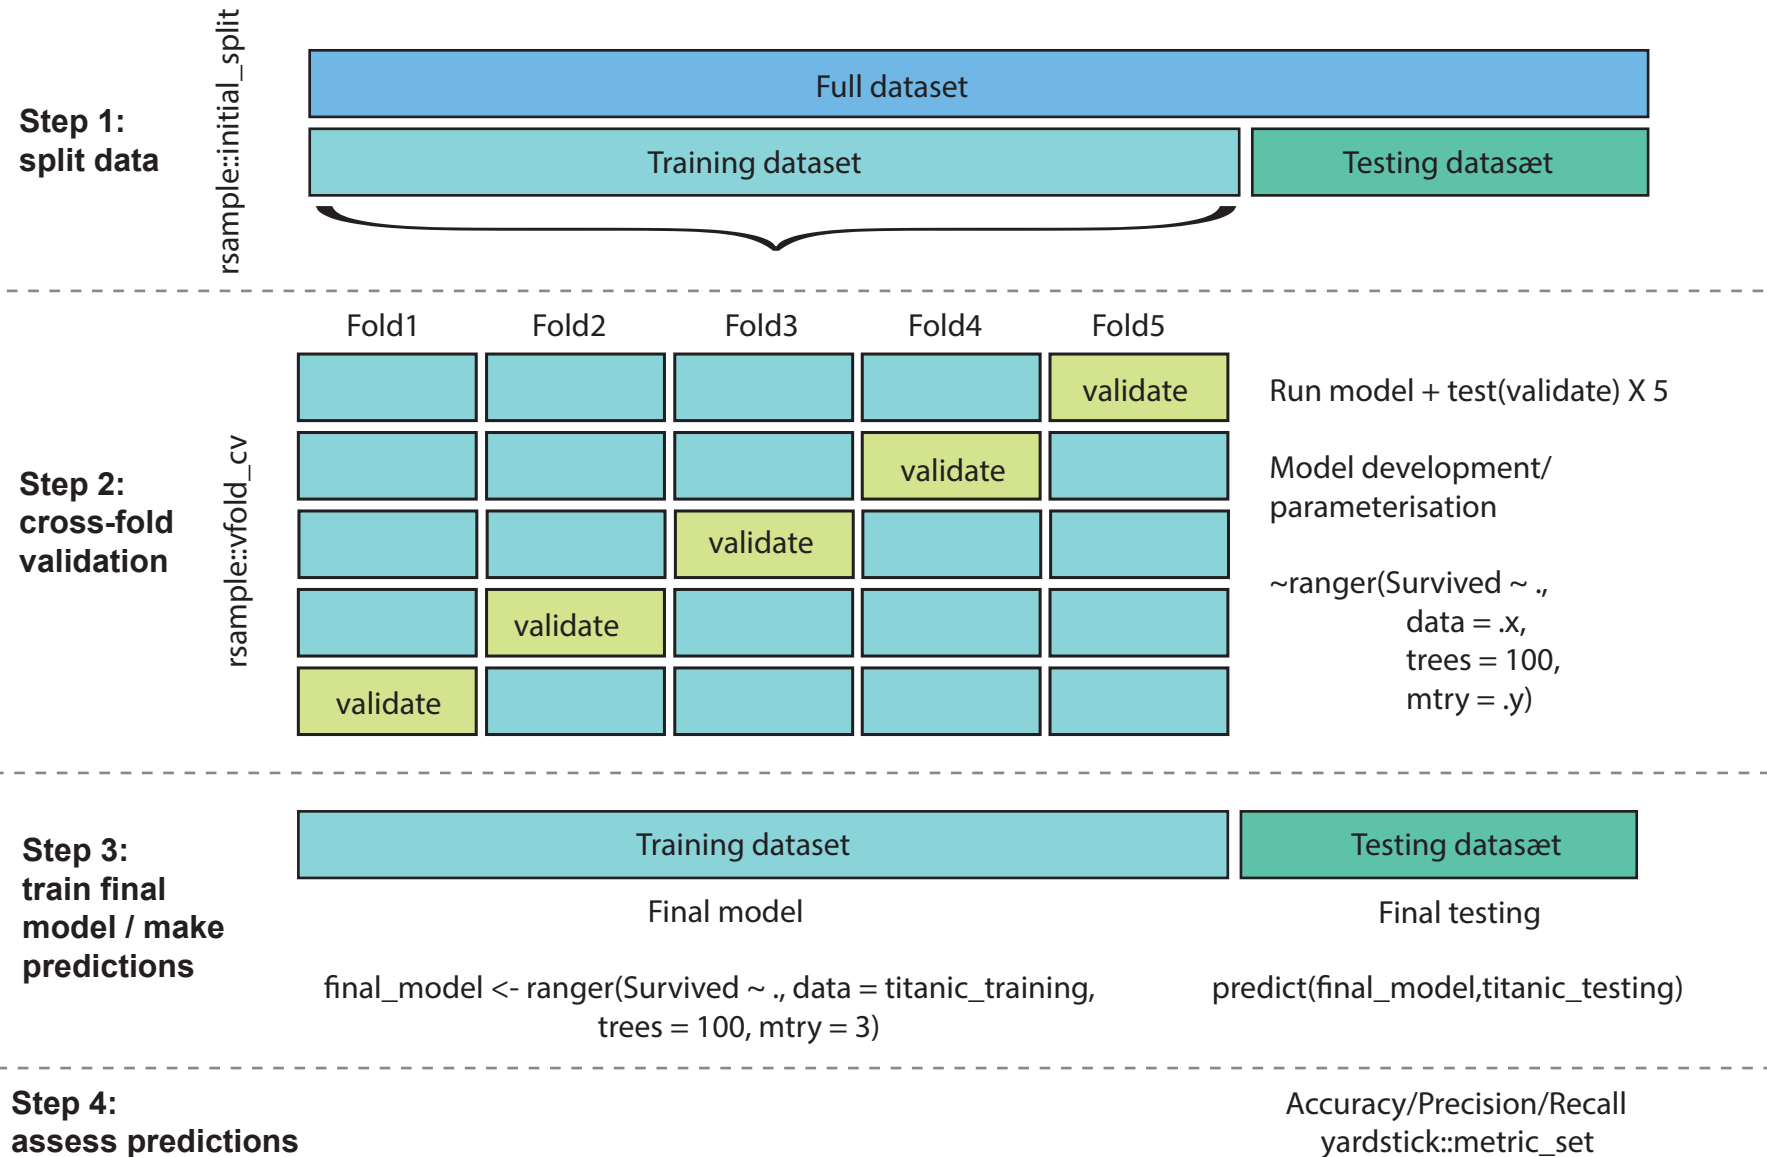 Step 1:
split data
rsample::initial_split
Full dataset
Training dataset
Testing datasæt
Step 2:
cross-fold
validation
rsample::vfold_cv
Fold1
Fold2
Fold3
Fold4
Fold5
validate
validate
validate
validate
validate
Run model + test(validate) X 5
Model development/
parameterisation
~ranger(Survived ~ .,
data = .x,
trees = 100,
mtry = .y)
Step 3:
train final
model / make
predictions
Training dataset
Testing datasæt
Final model
Final testing
final_model <- ranger(Survived ~ ., data = titanic_training,
trees = 100, mtry = 3)
predict(final_model,titanic_testing)
Step 4:
assess predictions
Accuracy/Precision/Recall
yardstick::metric_set